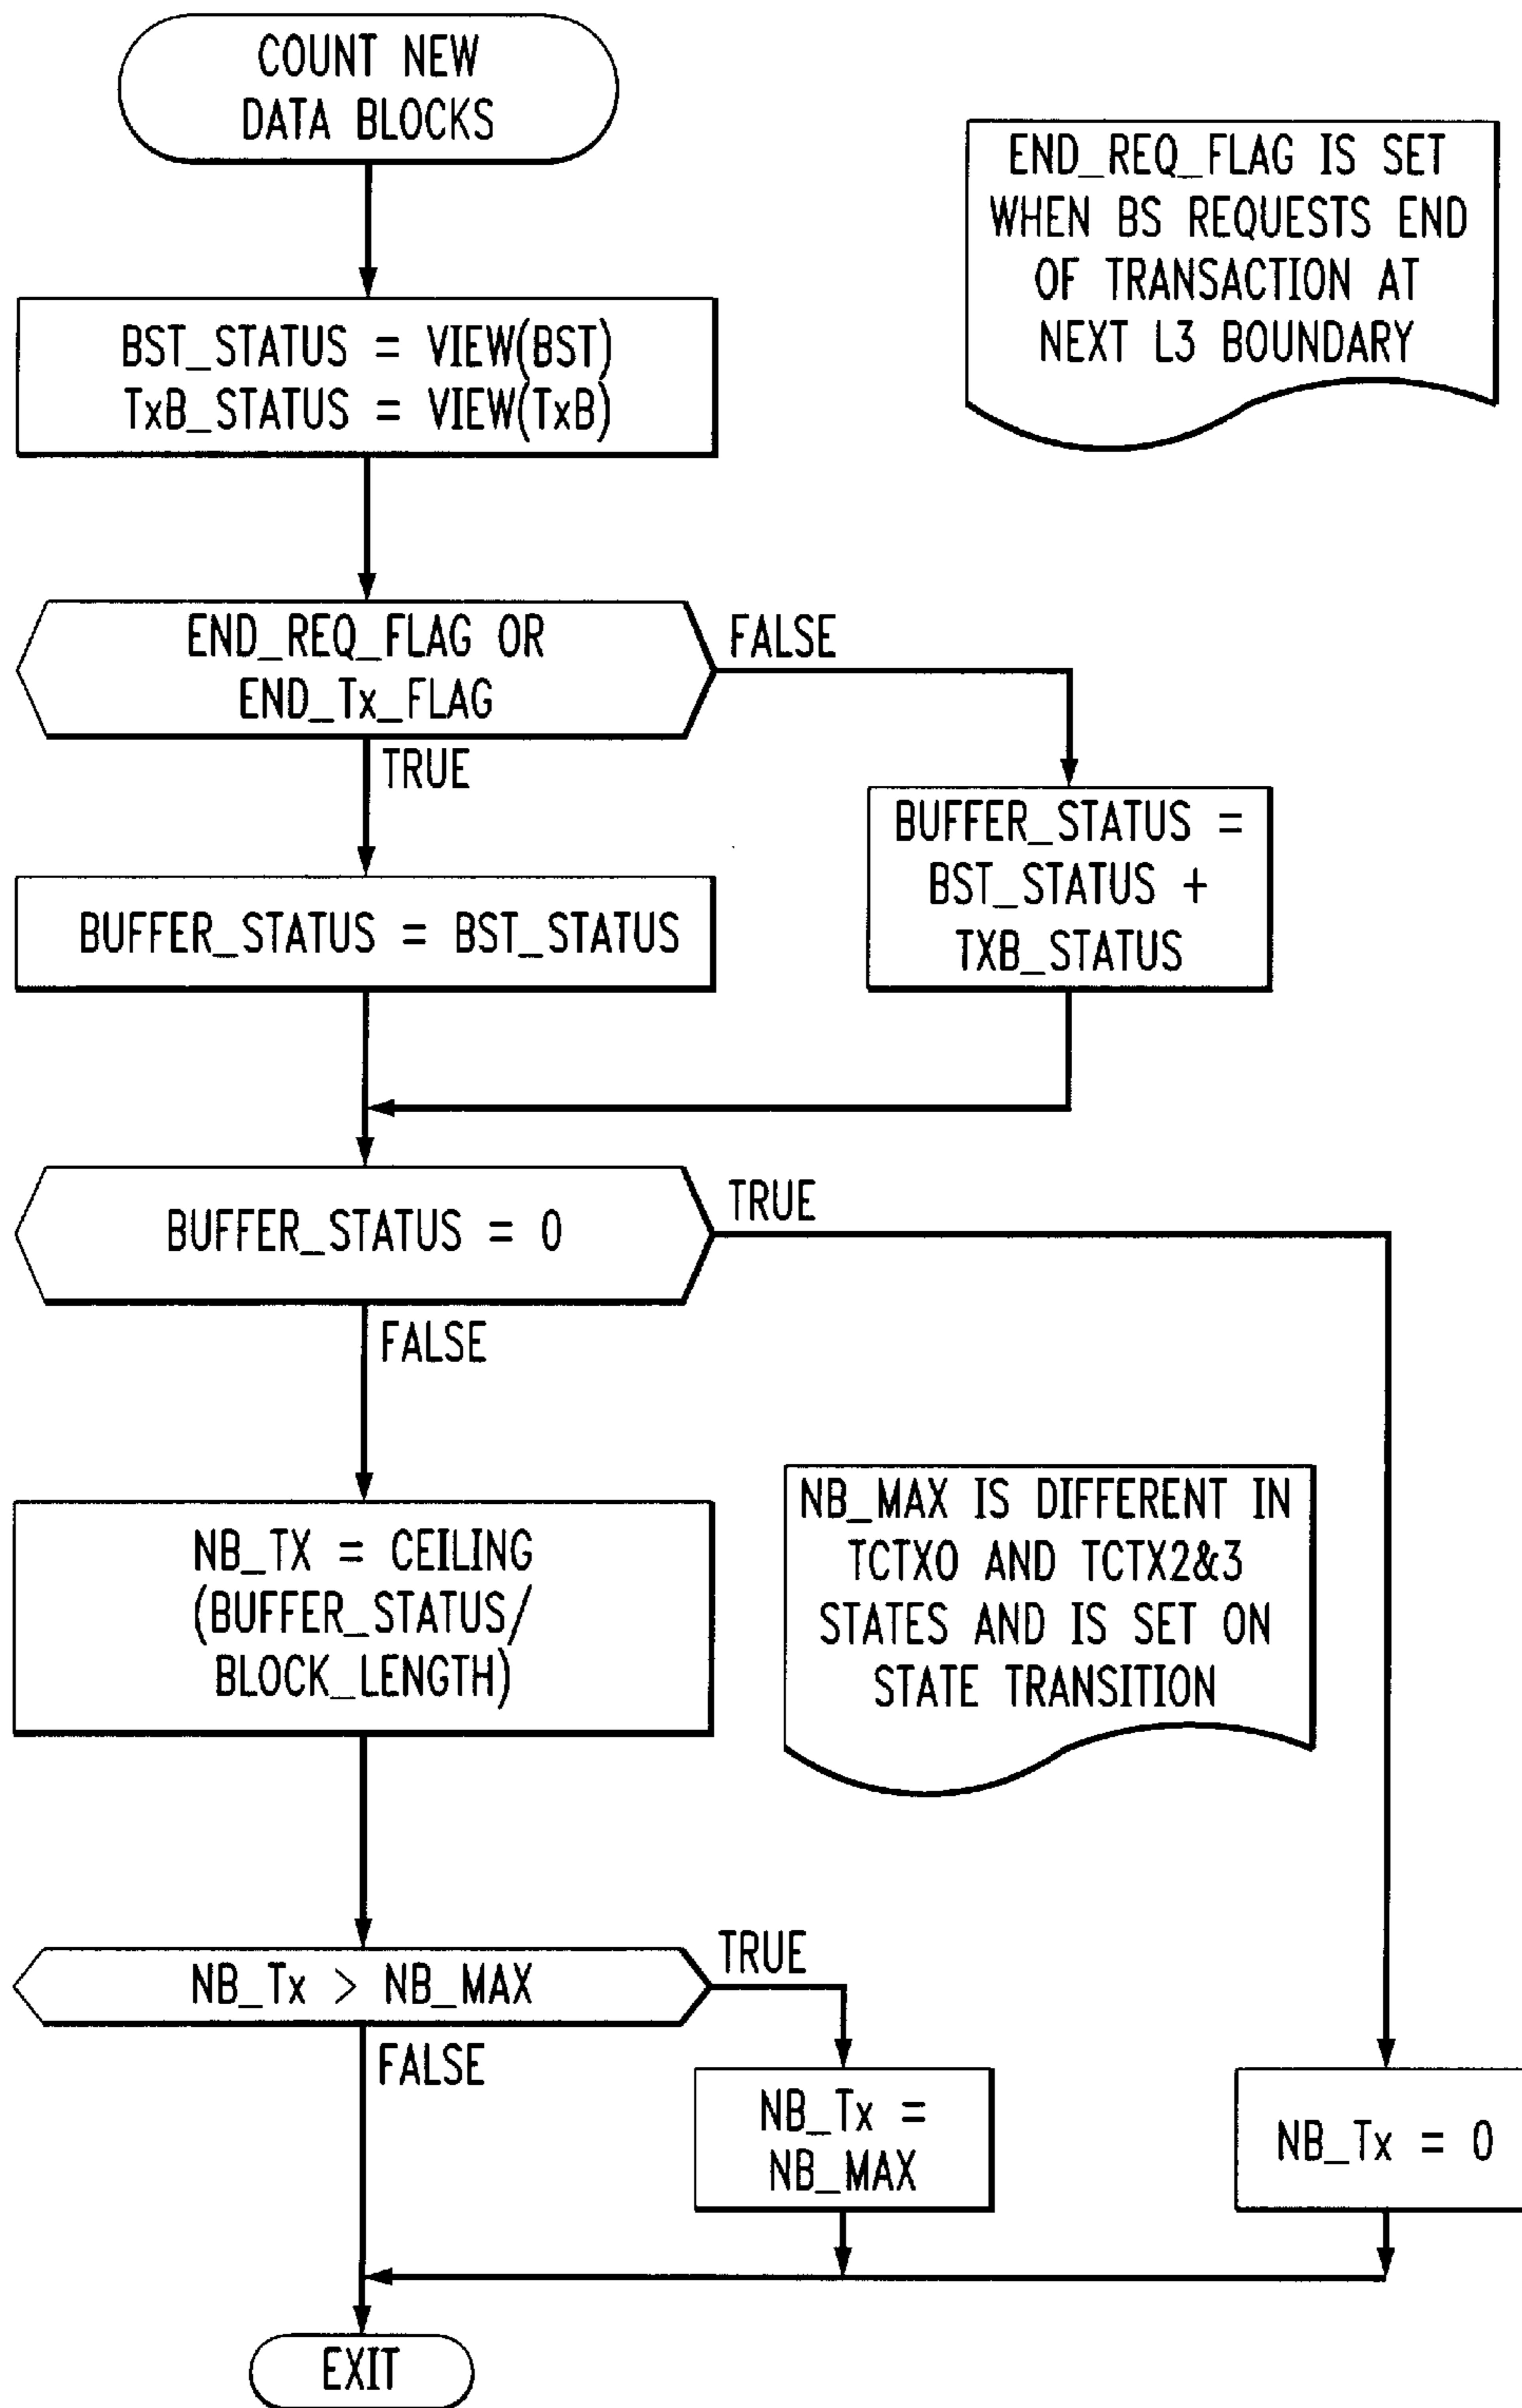 COUNT NEW
DATA BLOCKS
END_REQ_FLAG IS SET
WHEN BS REQUESTS END
OF TRANSACTION AT
NEXT L3 BOUNDARY
BST_STATUS = VIEW(BST)
TxB_STATUS = VIEW(TxB)
END_REQ_FLAG OR
END_Tx_FLAG
FALSE
TRUE
BUFFER_STATUS =
BST_STATUS +
TXB_STATUS
BUFFER_STATUS = BST_STATUS
BUFFER_STATUS = 0
TRUE
FALSE
NB_TX = CEILING
(BUFFER_STATUS/
BLOCK_LENGTH)
NB_MAX IS DIFFERENT IN
TCTX0 AND TCTX2&3
STATES AND IS SET ON
STATE TRANSITION
NB_Tx > NB_MAX
TRUE
FALSE
NB_Tx =
NB_MAX
NB_Tx = 0
EXIT